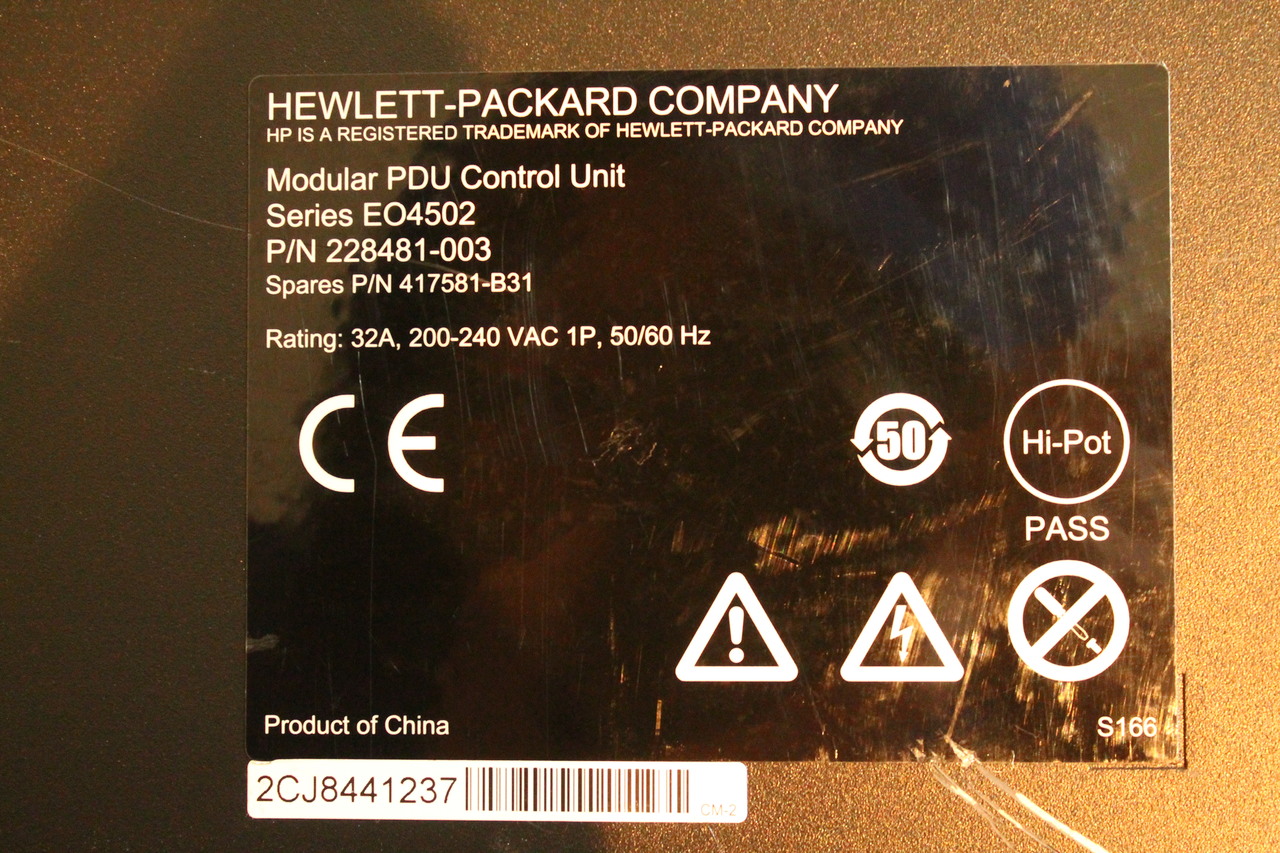 HEWLETT-PACKARD COMPANY
HP IS A REGISTERED TRADEMARK OF HEWLETT-PACKARD COMPANY
Modular PDU Control Unit
Series EO4502
P/N 228481-003
Spares P/N 417581-B31
Rating: 32A, 200-240 VAC 1P, 50/60 Hz
CE
50
Hi-Pot
PASS
Product of China
S166
2CJ8441237
CM-2